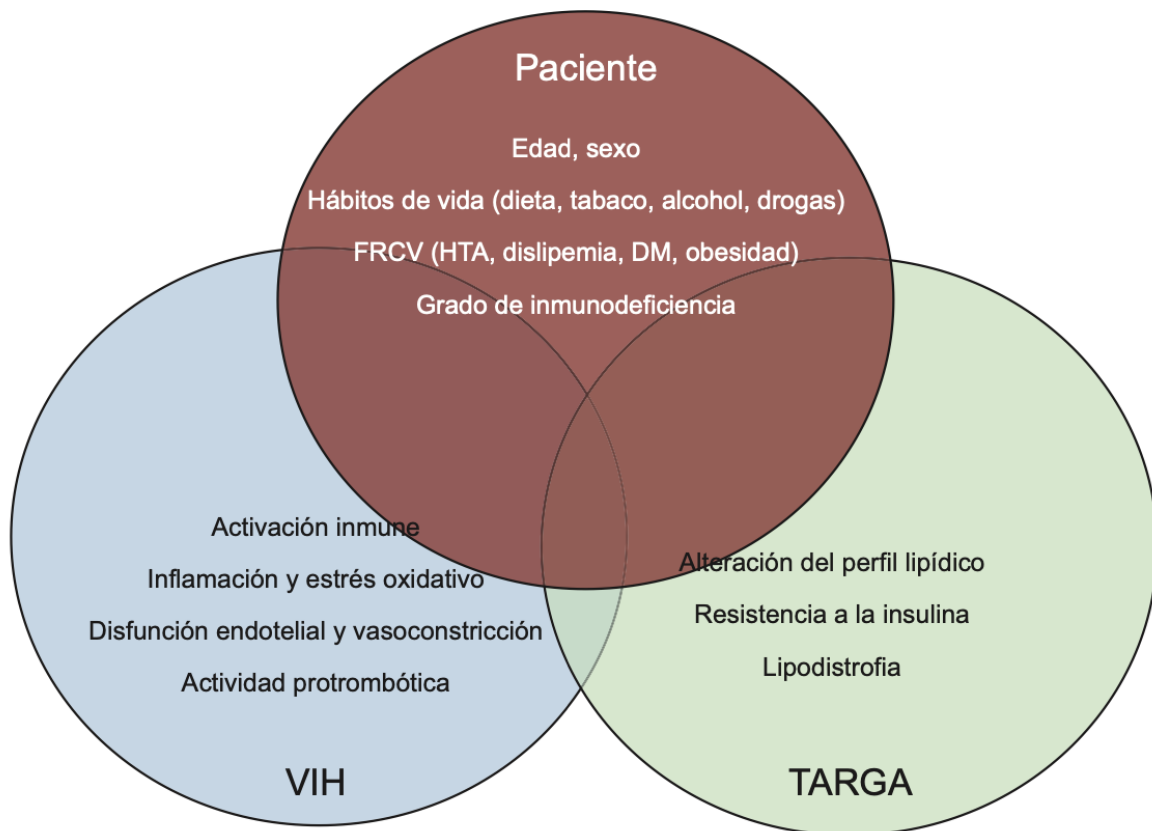 Paciente
Edad, sexo
Hábitos de vida (dieta, tabaco, alcohol, drogas)
FRCV (HTA, dislipemia, DM, obesidad)
Grado de inmunodeficiencia
Activación inmune
Inflamación y estrés oxidativo
Disfunción endotelial y vasoconstricción
Actividad protrombótica
VIH
Alteración del perfil lipídico
Resistencia a la insulina
Lipodistrofia
TARGA